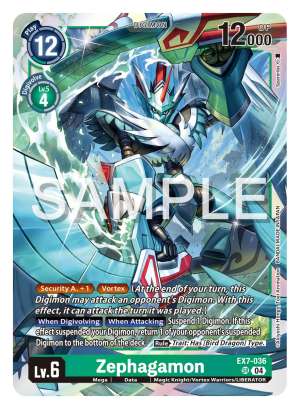 Play
12
DIGIMON
12000
DP
Digivolve
Lv.5
4
SAMPLE
Security A. +1 Vortex (At the end of your turn, this
Digimon may attack an opponent's Digimon. With this
effect, it can attack the turn it was played.)
When Digivolving When Attacking Suspend 1 Digimon. If this
effect suspended your Digimon, return 1 of your opponent's suspended
Digimon to the bottom of the deck.
Rule Trait: Has [Bird Dragon] Type.
EX7-036
Lv.6
Zephagamon
SR 04
Mega Data Magic Knight/Vortex Warriors/LIBERATOR